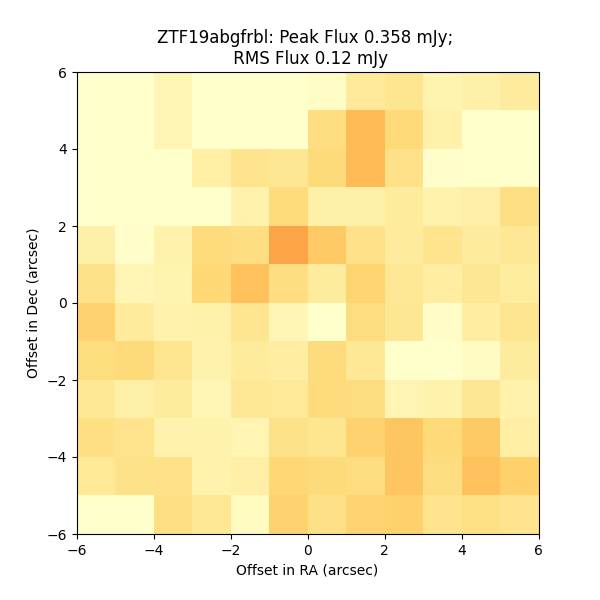 ZTF19abgfrbl: Peak Flux 0.358 mJy;
RMS Flux 0.12 mJy
6
4
2
0
−2
−4
−6
Offset in Dec (arcsec)
−6 −4 −2 0 2 4 6
Offset in RA (arcsec)